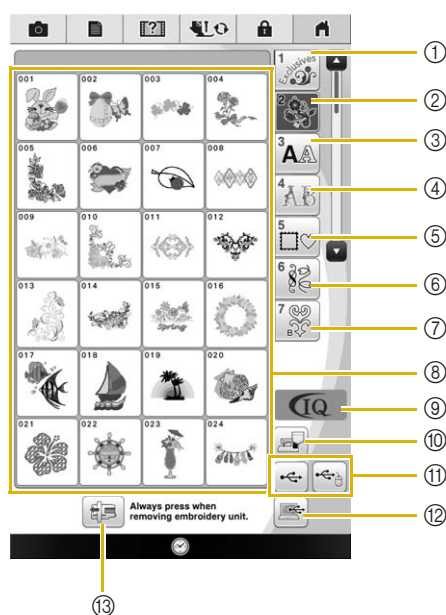 1 Exclusives
①
2
②
001 002 003 004
3 AA
③
4 AB
④
005 006 007 008
5
⑤
6
⑥
009 010 011 012
7 B
⑦
013 014 015 016
Spring
⑧
017 018 019 020
IQ
⑨
⑩
021 022 023 024
⑪
Always press when
removing embroidery unit.
⑫
⑬